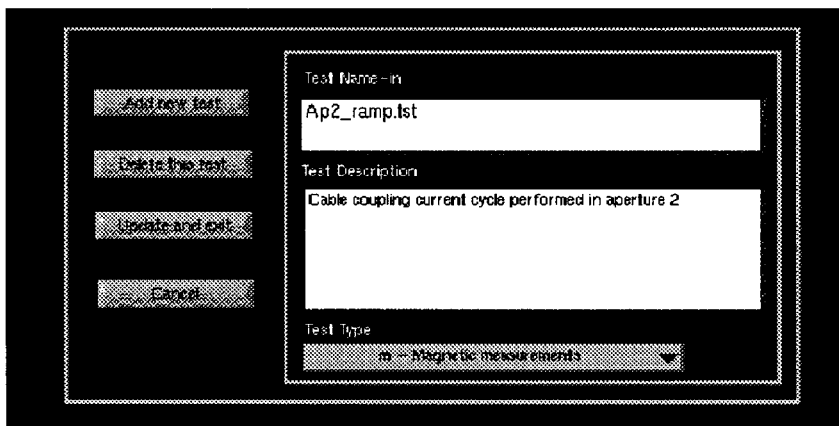 Add new test
Delete this test
Update and exit
Cancel
Test Name-in
Ap2_ramp.tst
Test Description
Cable coupling current cycle performed in aperture 2
Test Type
m - Magnetic measurements